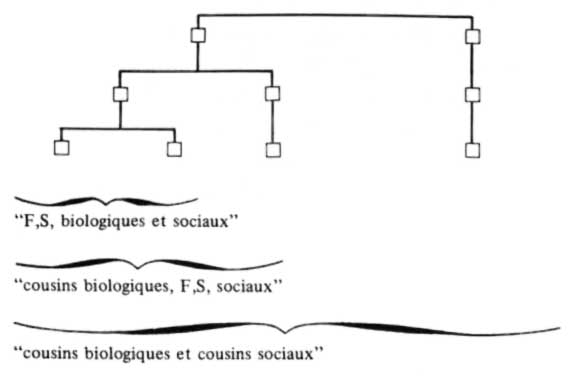 “F,S, biologiques et sociaux”
“cousins biologiques, F,S, sociaux”
“cousins biologiques et cousins sociaux”